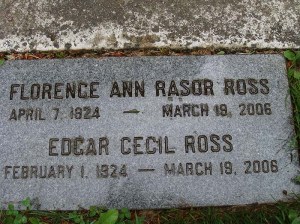 FLORENCE ANN RASOR ROSS
APRIL 7, 1924 — MARCH 19, 2006
EDGAR CECIL ROSS
FEBRUARY 1, 1924 — MARCH 19, 2006